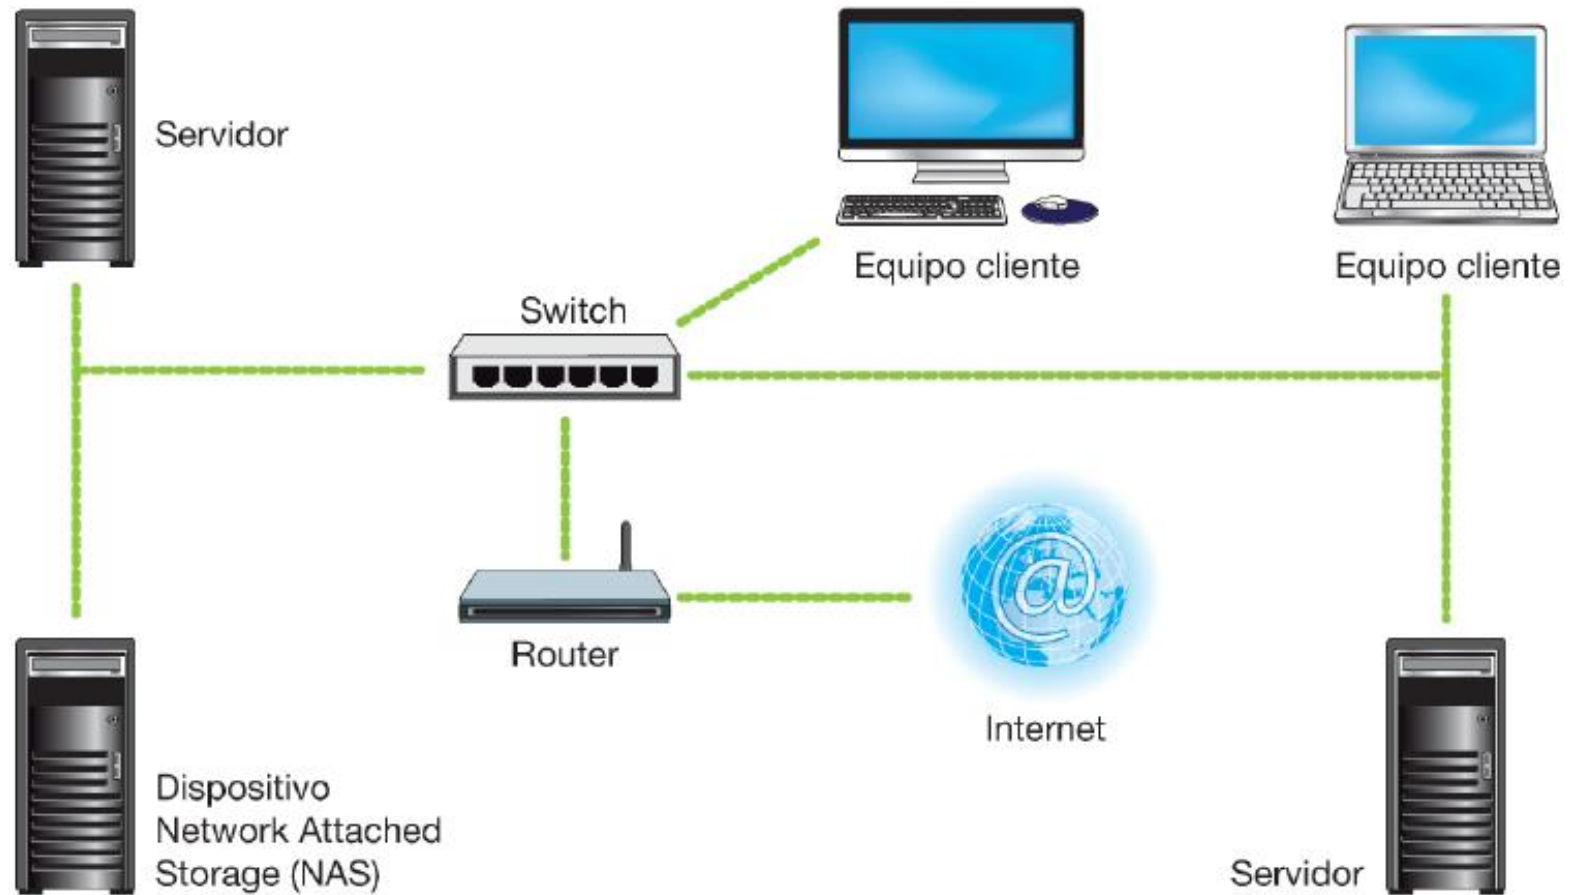 Servidor
Equipo cliente
Equipo cliente
Switch
Router
Internet
Dispositivo
Network Attached
Storage (NAS)
Servidor